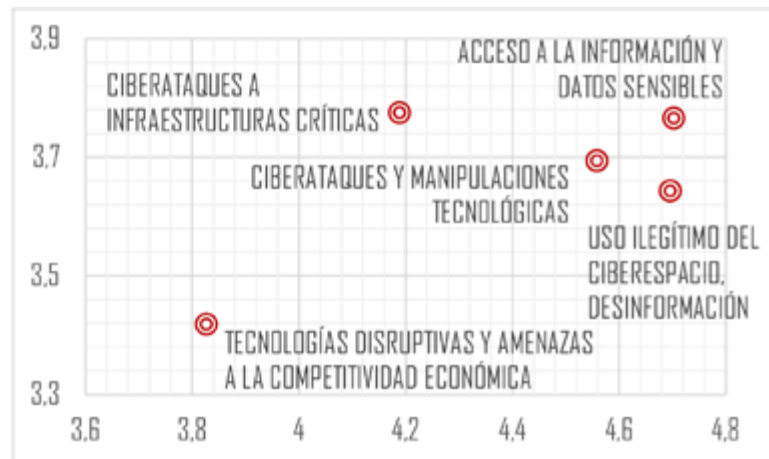 3,9
ACCESO A LA INFORMACIÓN Y
DATOS SENSIBLES
CIBERATAQUES A
INFRAESTRUCTURAS CRÍTICAS
3,7
CIBERATAQUES Y MANIPULACIONES
TECNOLÓGICAS
USO ILEGÍTIMO DEL
CIBERESPACIO,
DESINFORMACIÓN
3,5
TECNOLOGÍAS DISRUPTIVAS Y AMENAZAS
A LA COMPETITIVIDAD ECONÓMICA
3,3
3,6 3,8 4 4,2 4,4 4,6 4,8